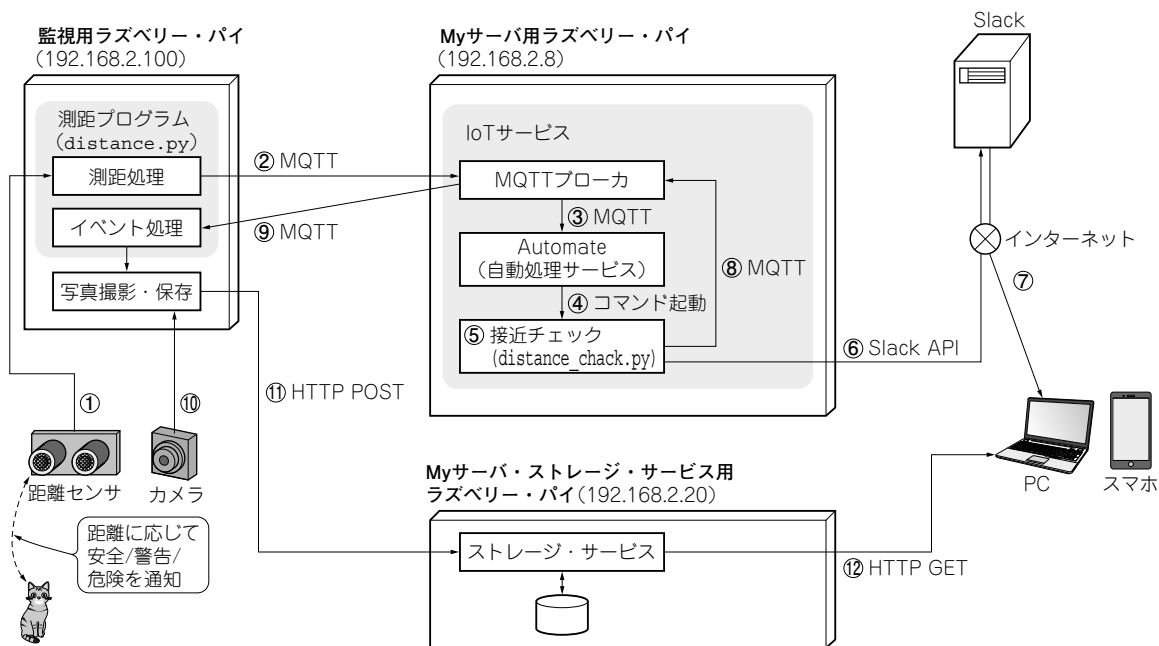 監視用ラズベリー・パイ
（192.168.2.100）
測距プログラム
（distance.py）
測距処理
イベント処理
写真撮影・保存
② MQTT
⑨ MQTT
Myサーバ用ラズベリー・パイ
（192.168.2.8）
IoTサービス
MQTTブローカ
③ MQTT
Automate
（自動処理サービス）
④ コマンド起動
⑤ 接近チェック
(distance_chack.py)
⑧ MQTT
⑥ Slack API
Slack
インターネット
⑦
①
⑩
⑪ HTTP POST
距離センサ
カメラ
距離に応じて
安全/警告/
危険を通知
Myサーバ・ストレージ・サービス用
ラズベリー・パイ（192.168.2.20）
ストレージ・サービス
⑫ HTTP GET
PC
スマホ